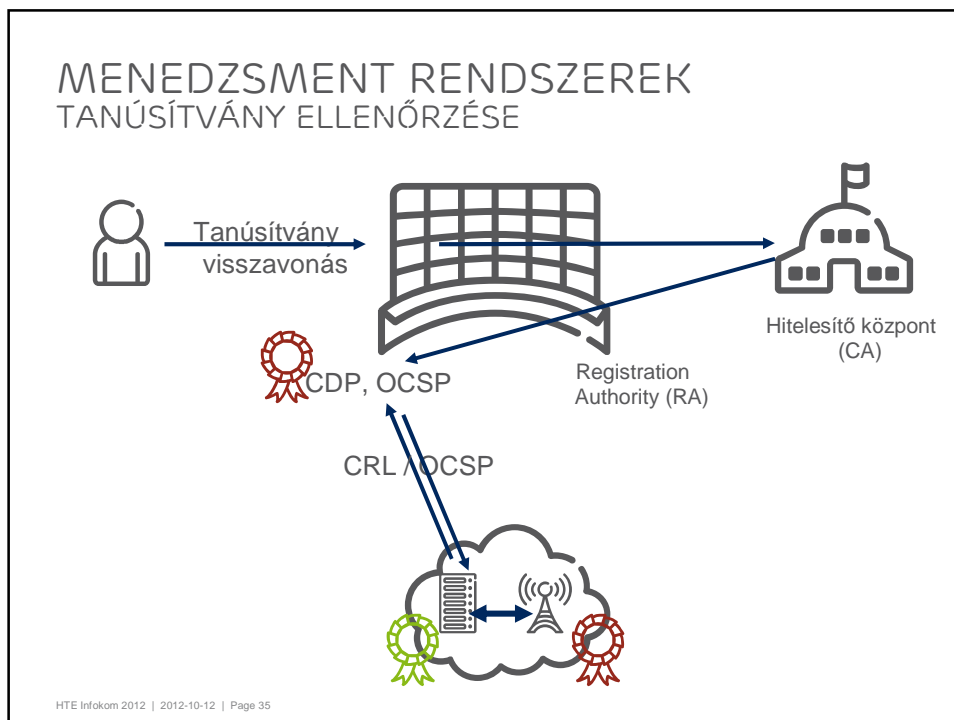 MENEDZSMENT RENDSZEREK
TANÚSÍTVÁNY ELLENŐRZÉSE
Tanúsítvány
visszavonás
Hitelesítő központ
(CA)
Registration
Authority (RA)
CDP, OCSP
CRL / OCSP
HTE Infokom 2012 | 2012-10-12 | Page 35